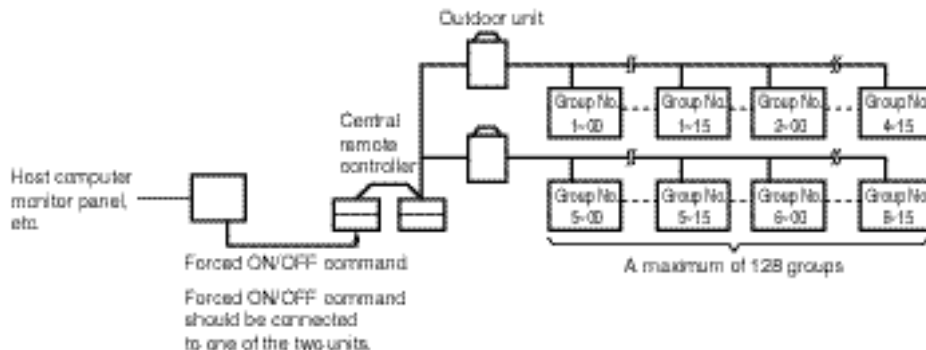 Outdoor unit
Group No.
1-00
Group No.
1-15
Group No.
2-00
Group No.
4-15
Central
remote
controller
Host computer
monitor panel,
etc.
Group No.
5-00
Group No.
5-15
Group No.
6-00
Group No.
8-15
Forced ON/OFF command
A maximum of 128 groups
Forced ON/OFF command
should be connected
to one of the two units.